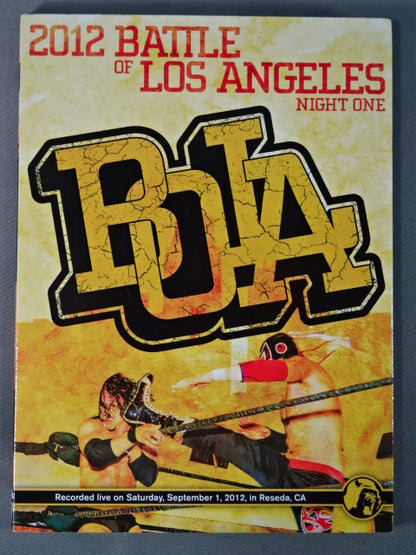 2012 BATTLE
OF LOS ANGELES
NIGHT ONE
BOLA
Recorded live on Saturday, September 1, 2012, in Reseda, CA